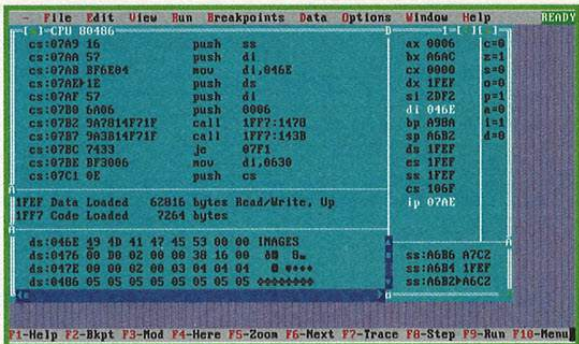 - File Edit View Run Breakpoints Data Options Window Help READY
CPU 80486
cs:07A9 16 push ss
cs:07AA 57 push di
cs:07AB BF6E04 mov di,046E
cs:07AE▶1E push ds
cs:07AF 57 push di
cs:07B0 6A06 push 0006
cs:07B2 9A7814F71F call 1FF7:1478
cs:07B7 9A3B14F71F call 1FF7:143B
cs:07BC 7433 je 07F1
cs:07BE BF3006 mov di,0630
cs:07C1 0E push cs
ax 0006 c=0
bx A6AC z=1
cx 0000 s=0
dx 1FEF o=0
si 2DF2 p=1
di 046E a=0
bp A98A i=1
sp A6B2 d=0
ds 1FEF
es 1FEF
ss 1FEF
cs 106F
ip 07AE
1FEF Data Loaded 62816 bytes Read/Write, Up
1FF7 Code Loaded 7264 bytes
ds:046E 49 4D 41 47 45 53 00 00 IMAGES
ds:0476 00 D0 02 00 00 38 16 00
ds:047E 00 00 02 00 03 04 04 04 ♥♦♦♦
ds:0486 05 05 05 05 05 05 05 05 ♣♣♣♣♣♣♣♣
ss:A6B6 A7C2
ss:A6B4 1FEF
ss:A6B2▶A6C2
F1-Help F2-Bkpt F3-Mod F4-Here F5-Zoom F6-Next F7-Trace F8-Step F9-Run F10-Menu